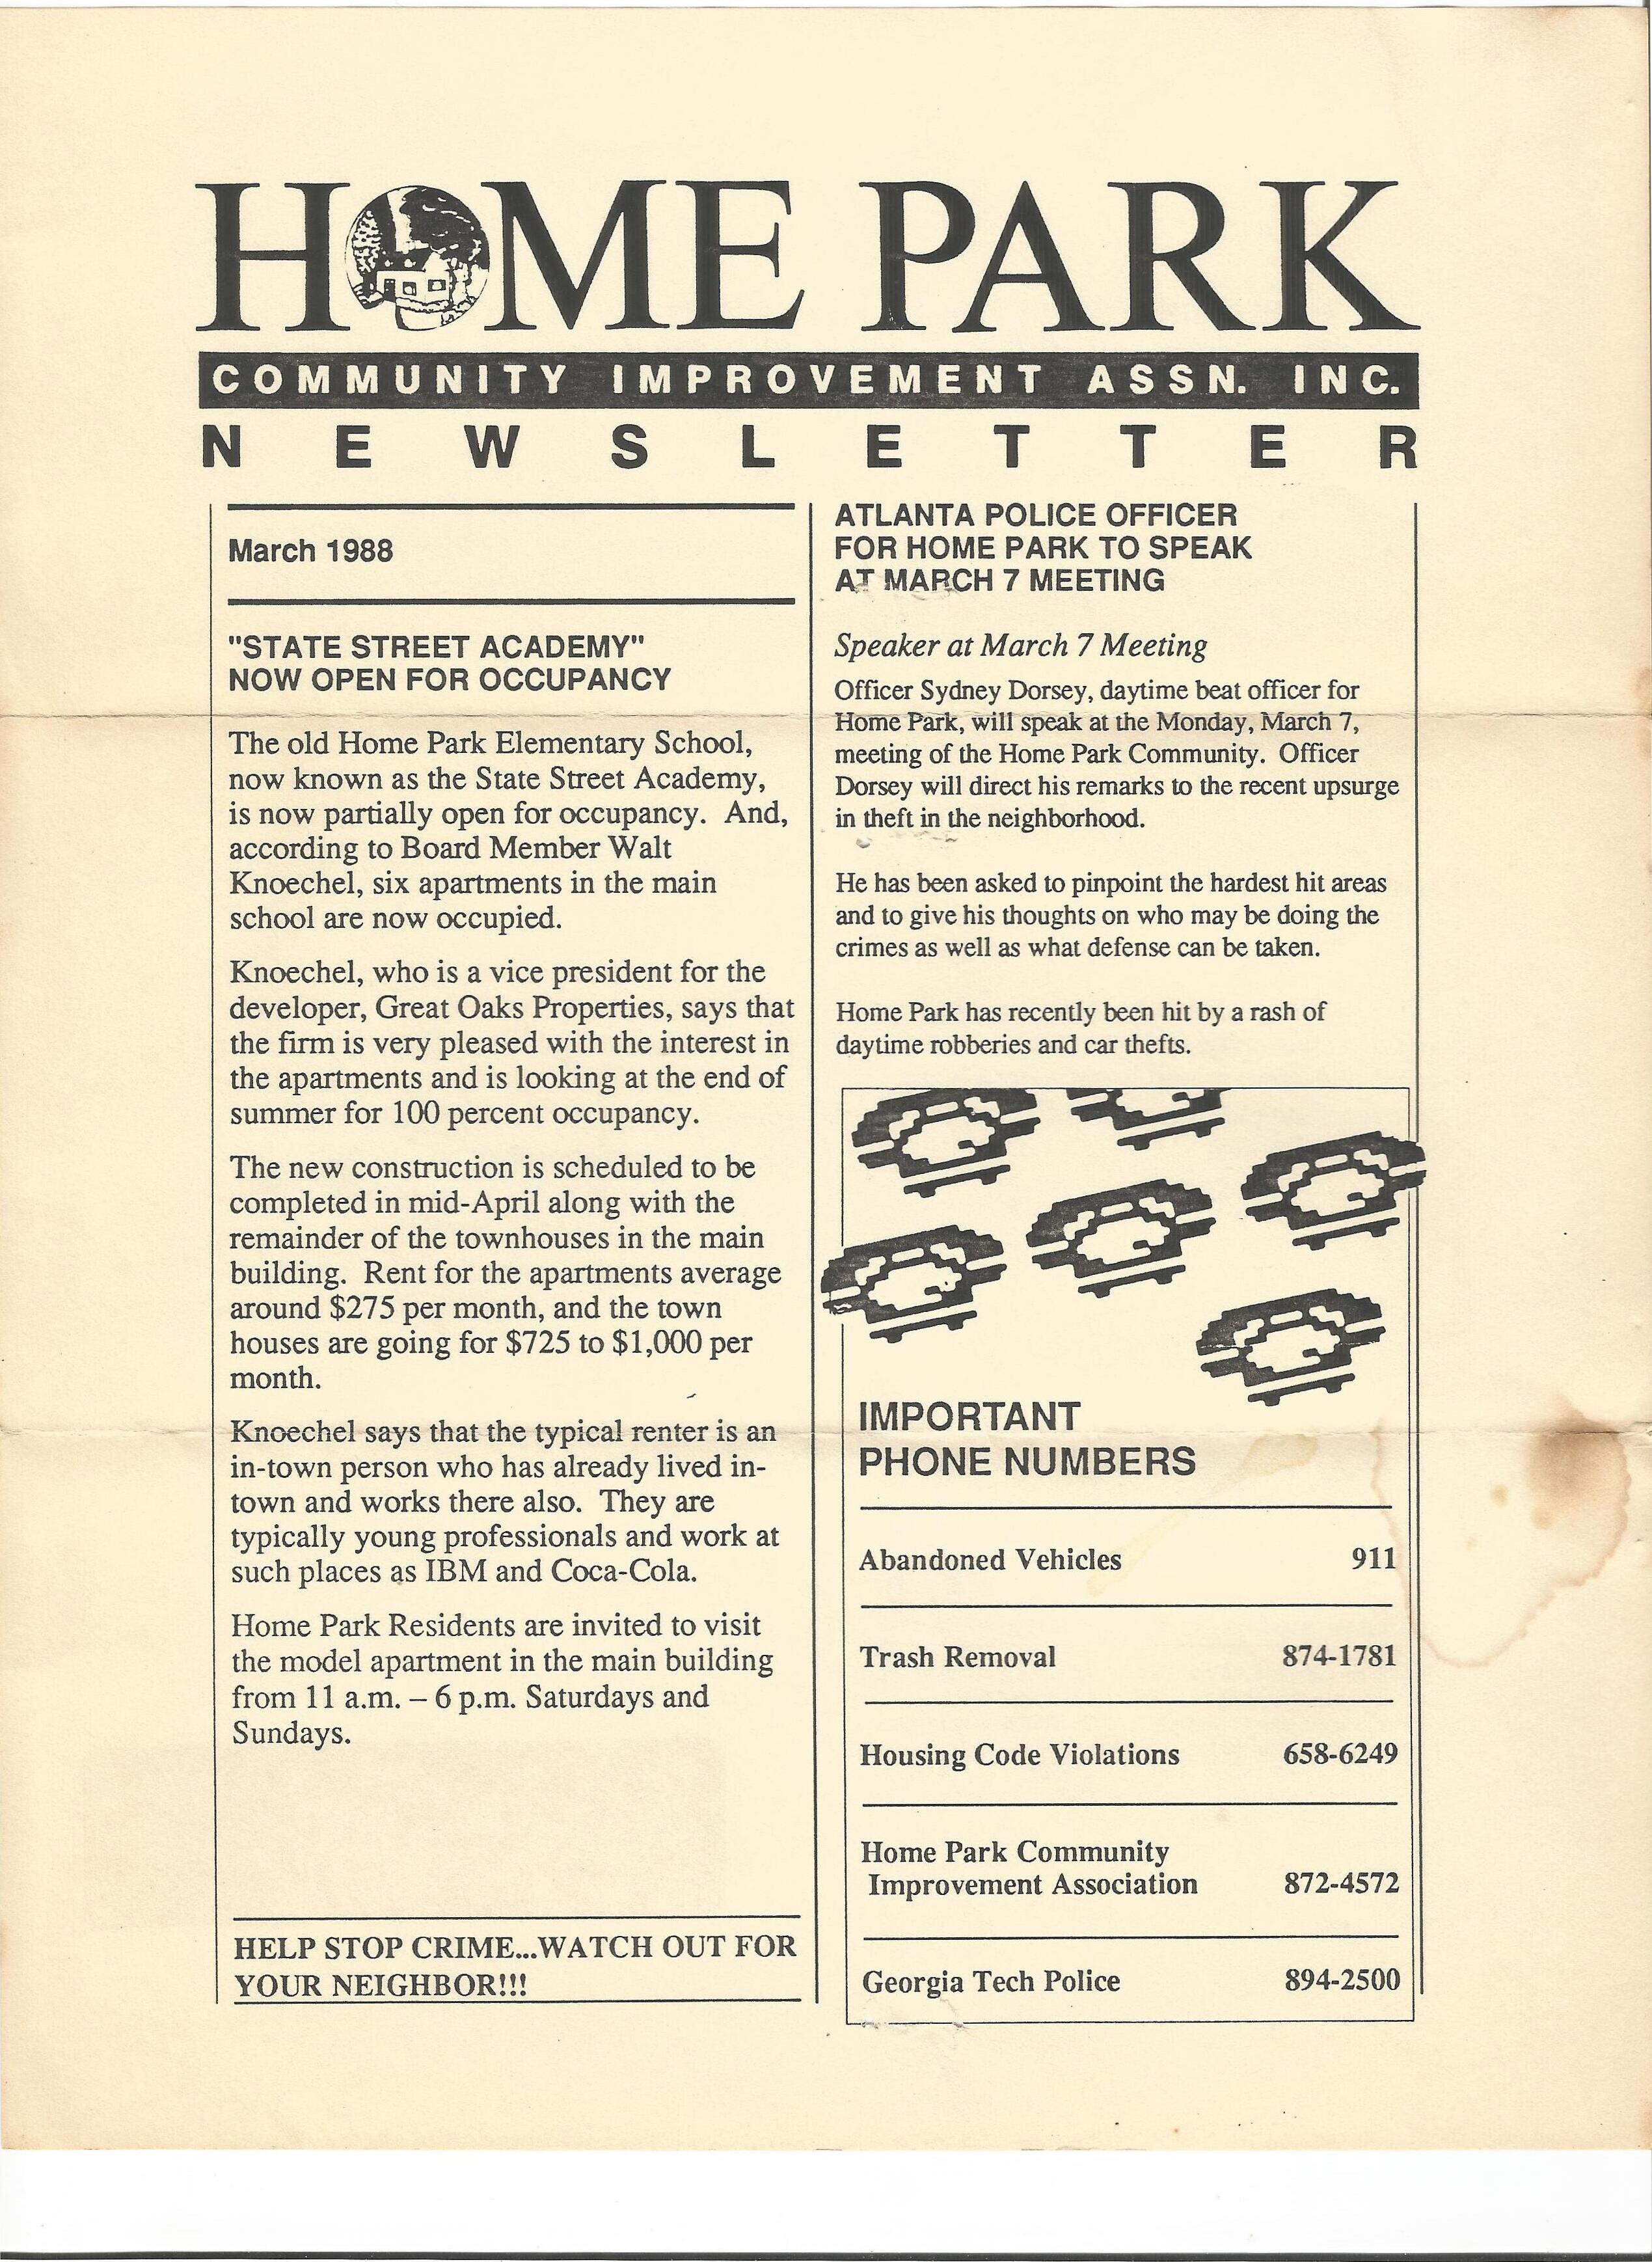 HOME PARK
COMMUNITY IMPROVEMENT ASSN. INC.
NEWSLETTER
March 1988
"STATE STREET ACADEMY"
NOW OPEN FOR OCCUPANCY
The old Home Park Elementary School,
now known as the State Street Academy,
is now partially open for occupancy. And,
according to Board Member Walt
Knoechel, six apartments in the main
school are now occupied.
Knoechel, who is a vice president for the
developer, Great Oaks Properties, says that
the firm is very pleased with the interest in
the apartments and is looking at the end of
summer for 100 percent occupancy.
The new construction is scheduled to be
completed in mid-April along with the
remainder of the townhouses in the main
building. Rent for the apartments average
around $275 per month, and the town
houses are going for $725 to $1,000 per
month.
Knoechel says that the typical renter is an
in-town person who has already lived in-
town and works there also. They are
typically young professionals and work at
such places as IBM and Coca-Cola.
Home Park Residents are invited to visit
the model apartment in the main building
from 11 a.m. – 6 p.m. Saturdays and
Sundays.
HELP STOP CRIME...WATCH OUT FOR
YOUR NEIGHBOR!!!
ATLANTA POLICE OFFICER
FOR HOME PARK TO SPEAK
AT MARCH 7 MEETING
Speaker at March 7 Meeting
Officer Sydney Dorsey, daytime beat officer for
Home Park, will speak at the Monday, March 7,
meeting of the Home Park Community. Officer
Dorsey will direct his remarks to the recent upsurge
in theft in the neighborhood.
He has been asked to pinpoint the hardest hit areas
and to give his thoughts on who may be doing the
crimes as well as what defense can be taken.
Home Park has recently been hit by a rash of
daytime robberies and car thefts.
IMPORTANT
PHONE NUMBERS
Abandoned Vehicles 911
Trash Removal 874-1781
Housing Code Violations 658-6249
Home Park Community
Improvement Association 872-4572
Georgia Tech Police 894-2500